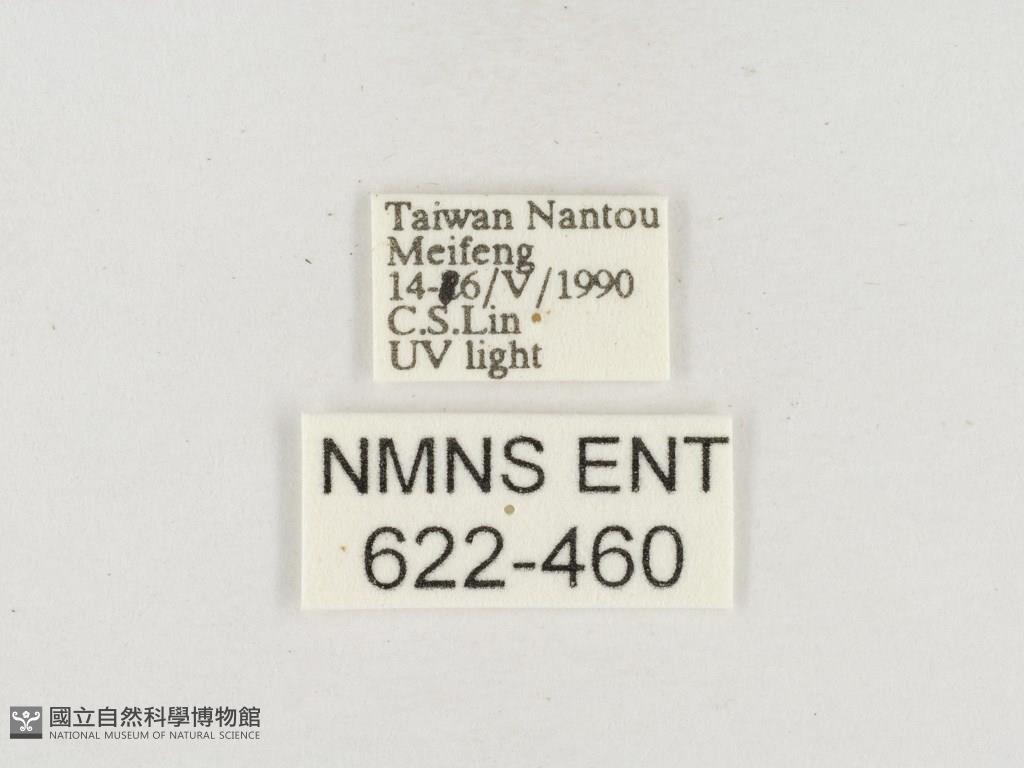 Taiwan Nantou
Meifeng
/V/1990
C.S.Lin
UV light
NMNS ENT
622-460
國立自然科學博物館
NATIONAL MUSEUM OF NATURAL SCIENCE